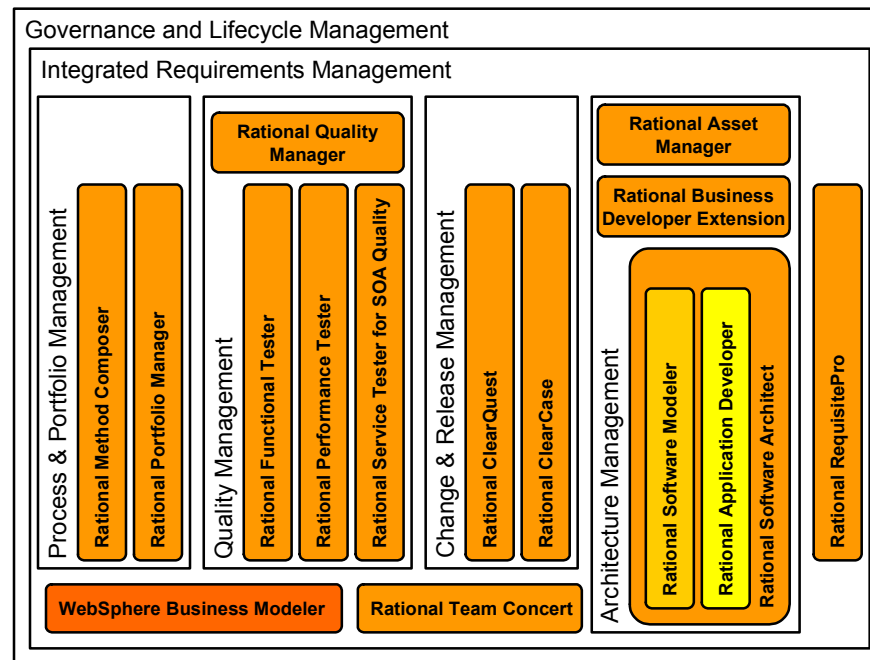 Governance and Lifecycle Management
Integrated Requirements Management
Process & Portfolio Management
Rational Method Composer
Rational Portfolio Manager
Quality Management
Rational Quality
Manager
Rational Functional Tester
Rational Performance Tester
Rational Service Tester for SOA Quality
Change & Release Management
Rational ClearQuest
Rational ClearCase
Architecture Management
Rational Asset
Manager
Rational Business
Developer Extension
Rational Software Modeler
Rational Application Developer
Rational Software Architect
Rational RequisitePro
WebSphere Business Modeler
Rational Team Concert